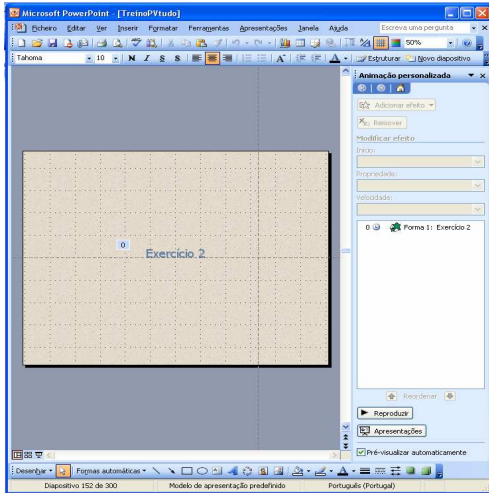 Microsoft PowerPoint - [TreinoPVtudo]
Ficheiro Editar Ver Inserir Formatar Ferramentas Apresentações Janela Ajuda Escreva uma pergunta
50%
Tahoma 10 N I S S Estruturar Novo diapositivo
Animação personalizada
Adicionar efeito
Remover
Modificar efeito
Início:
Propriedade:
Velocidade:
0 Forma 1: Exercício 2
0
Exercício 2
Reordenar
Reproduzir
Apresentações
Pré-visualizar automaticamente
Desenhar Formas automáticas
Diapositivo 152 de 300 Modelo de apresentação predefinido Português (Portugal)